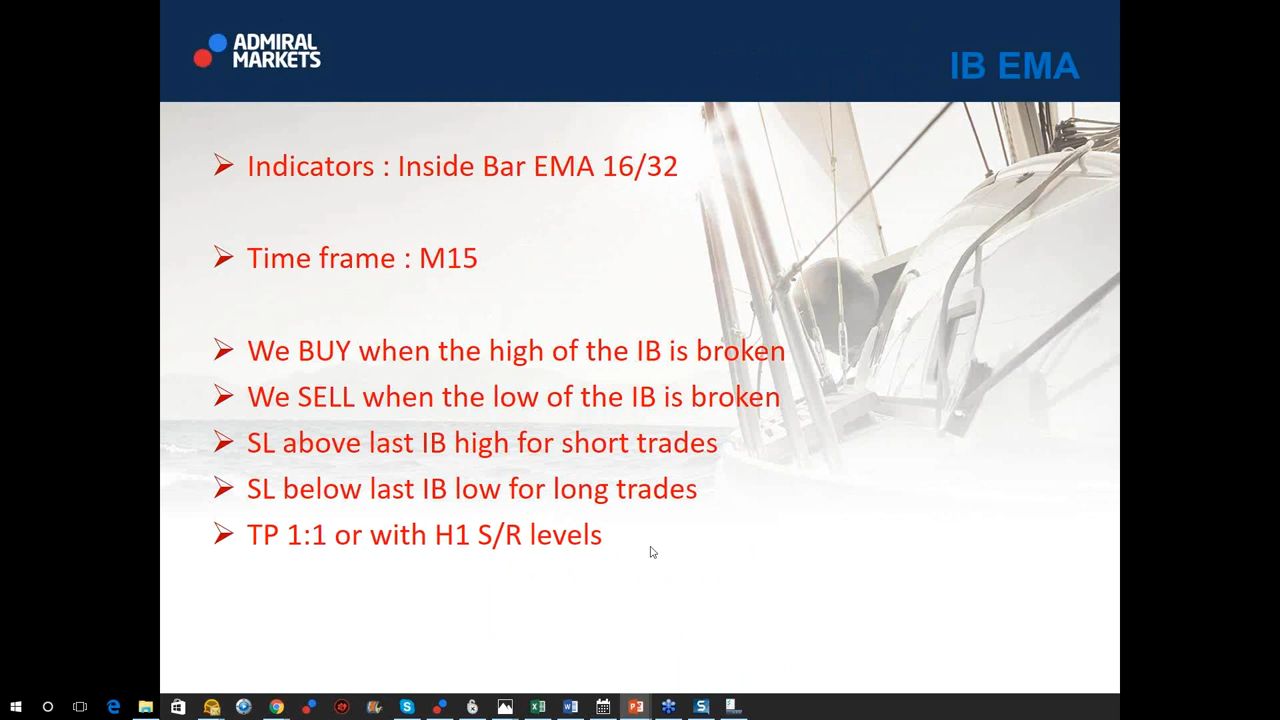 ADMIRAL
MARKETS
IB EMA
Indicators : Inside Bar EMA 16/32
Time frame : M15
We BUY when the high of the IB is broken
We SELL when the low of the IB is broken
SL above last IB high for short trades
SL below last IB low for long trades
TP 1:1 or with H1 S/R levels